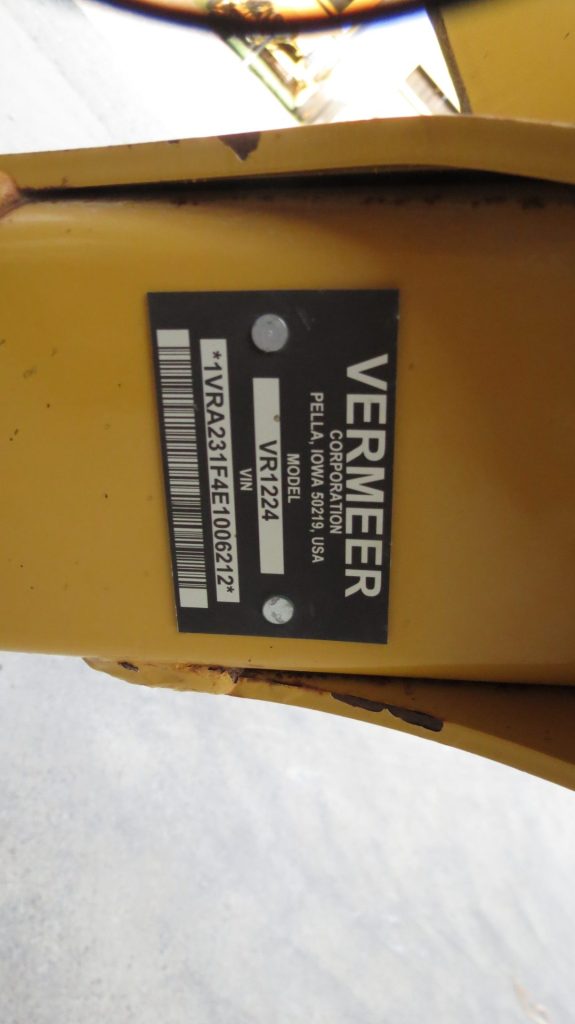 VERMEER
CORPORATION
PELLA, IOWA 50219, USA
MODEL
VR1224
VIN
*1VRA231F4E1006212*